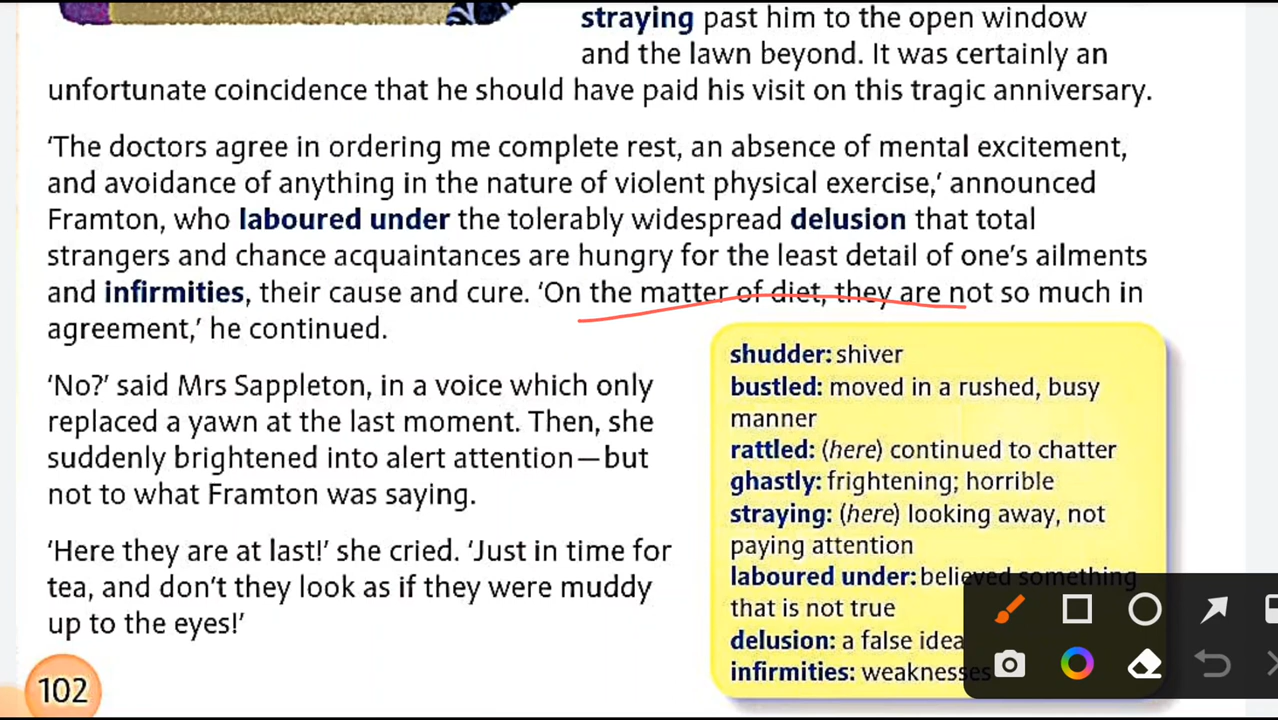 straying past him to the open window
and the lawn beyond. It was certainly an
unfortunate coincidence that he should have paid his visit on this tragic anniversary.
‘The doctors agree in ordering me complete rest, an absence of mental excitement,
and avoidance of anything in the nature of violent physical exercise,’ announced
Framton, who laboured under the tolerably widespread delusion that total
strangers and chance acquaintances are hungry for the least detail of one’s ailments
and infirmities, their cause and cure. ‘On the matter of diet, they are not so much in
agreement,’ he continued.
‘No?’ said Mrs Sappleton, in a voice which only
replaced a yawn at the last moment. Then, she
suddenly brightened into alert attention—but
not to what Framton was saying.
‘Here they are at last!’ she cried. ‘Just in time for
tea, and don’t they look as if they were muddy
up to the eyes!’
shudder: shiver
bustled: moved in a rushed, busy
manner
rattled: (here) continued to chatter
ghastly: frightening; horrible
straying: (here) looking away, not
paying attention
laboured under: believed something
that is not true
delusion: a false idea
infirmities: weaknesses
102